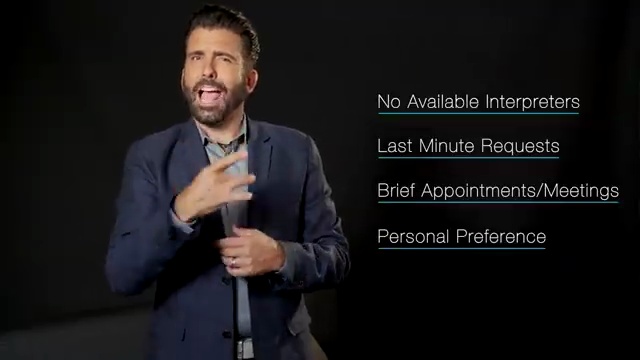 No Available Interpreters
Last Minute Requests
Brief Appointments/Meetings
Personal Preference